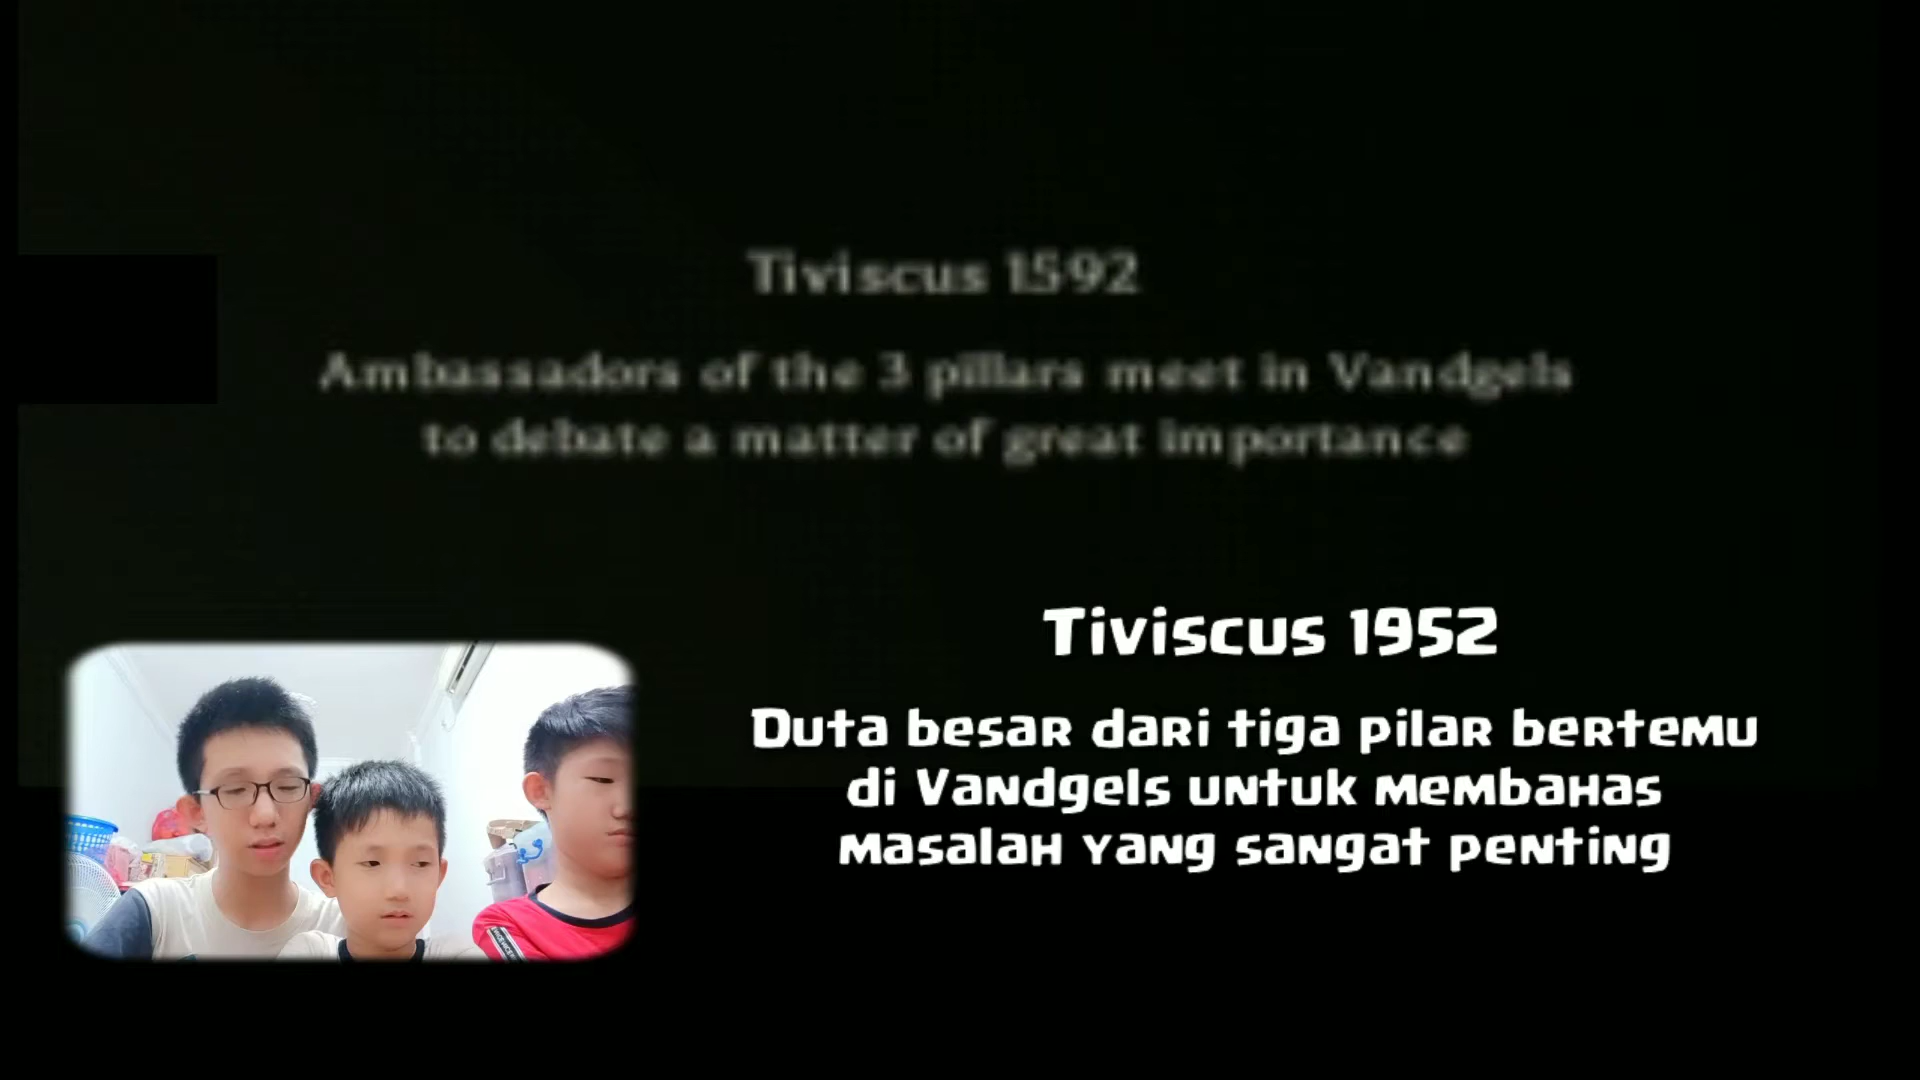 Tiviscus 1592
Ambassadors of the 3 pillars meet in Vandgels
to debate a matter of great importance
Tiviscus 1952
Duta besar dari tiga pilar bertemu
di Vandgels untuk membahas
masalah yang sangat penting